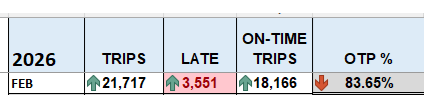 2026 TRIPS LATE ON-TIME TRIPS OTP %
FEB 21,717 3,551 18,166 83.65%